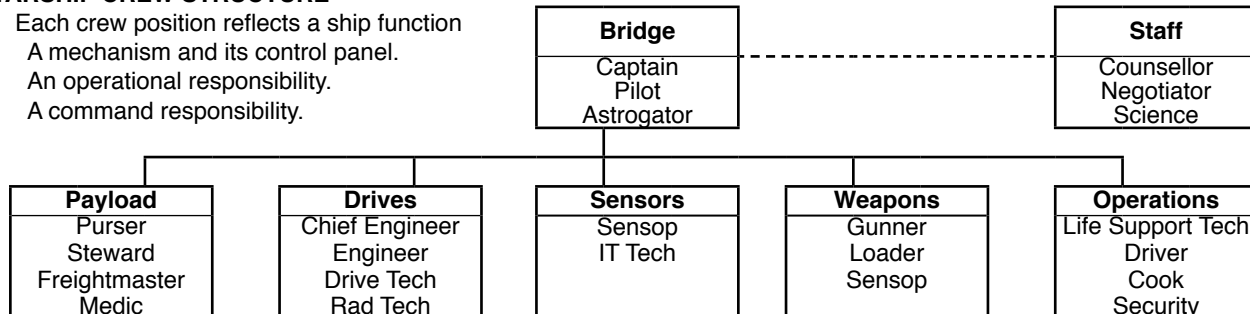 Each crew position reflects a ship function
A mechanism and its control panel.
An operational responsibility.
A command responsibility.
Bridge
Captain
Pilot
Astrogator
Staff
Counsellor
Negotiator
Science
Payload
Purser
Steward
Freightmaster
Medic
Drives
Chief Engineer
Engineer
Drive Tech
Rad Tech
Sensors
Sensop
IT Tech
Weapons
Gunner
Loader
Sensop
Operations
Life Support Tech
Driver
Cook
Security